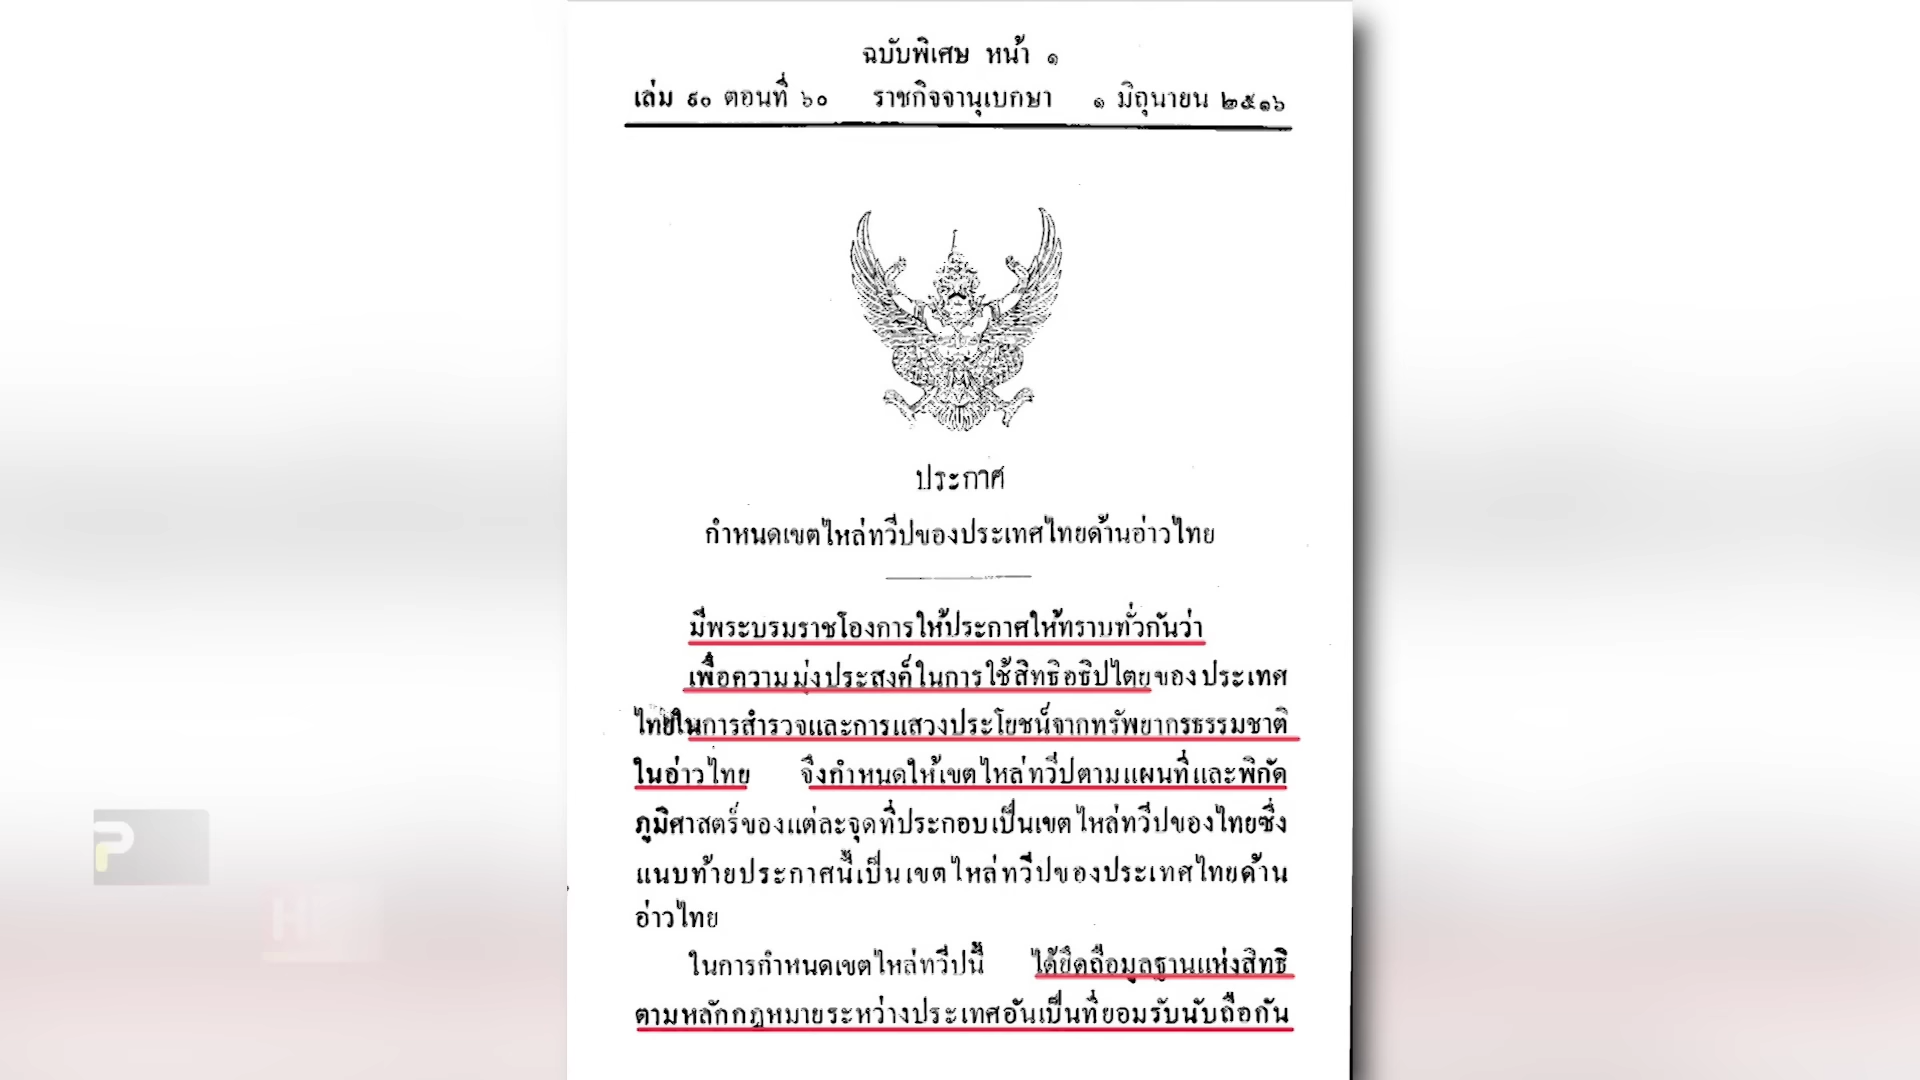 ฉบับพิเศษ หน้า ๑
เล่ม ๙๐ ตอนที่ ๖๐ ราชกิจจานุเบกษา ๑ มิถุนายน ๒๕๑๖
ประกาศ
กำหนดเขตไหล่ทวีปของประเทศไทยด้านอ่าวไทย
มีพระบรมราชโองการให้ประกาศให้ทราบทั่วกันว่า
เพื่อความมุ่งประสงค์ในการใช้สิทธิอธิปไตยของประเทศ
ไทยในการสำรวจและการแสวงประโยชน์จากทรัพยากรธรรมชาติ
ในอ่าวไทย จึงกำหนดให้เขตไหล่ทวีปตามแผนที่และพิกัด
ภูมิศาสตร์ของแต่ละจุดที่ประกอบเป็นเขตไหล่ทวีปของไทยซึ่ง
แนบท้ายประกาศนี้เป็นเขตไหล่ทวีปของประเทศไทยด้าน
อ่าวไทย
ในการกำหนดเขตไหล่ทวีปนี้ ได้ยึดถือมูลฐานแห่งสิทธิ
ตามหลักกฎหมายระหว่างประเทศอันเป็นที่ยอมรับนับถือกัน
P
H